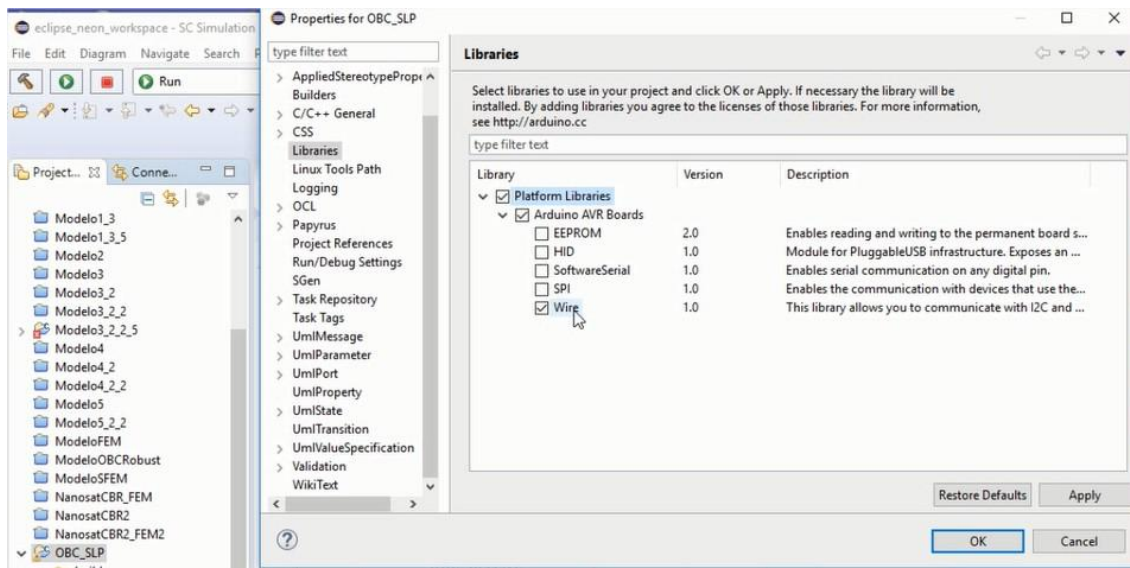 eclipse_neon_workspace - SC Simulation
File Edit Diagram Navigate Search
Run
Project... Conne...
Modelo1_3
Modelo1_3_5
Modelo2
Modelo3
Modelo3_2
Modelo3_2_2
Modelo3_2_2_5
Modelo4
Modelo4_2
Modelo4_2_2
Modelo5
Modelo5_2_2
ModeloFEM
ModeloOBCRobust
ModeloSFEM
NanosatCBR_FEM
NanosatCBR2
NanosatCBR2_FEM2
OBC_SLP
Properties for OBC_SLP
type filter text
AppliedStereotypePrope
Builders
C/C++ General
CSS
Libraries
Linux Tools Path
Logging
OCL
Papyrus
Project References
Run/Debug Settings
SGen
Task Repository
Task Tags
UmlMessage
UmlParameter
UmlPort
UmlProperty
UmlState
UmlTransition
UmlValueSpecification
Validation
WikiText
Libraries
Select libraries to use in your project and click OK or Apply. If necessary the library will be
installed. By adding libraries you agree to the licenses of those libraries. For more information,
see http://arduino.cc
type filter text
Library Version Description
Platform Libraries
Arduino AVR Boards
EEPROM 2.0 Enables reading and writing to the permanent board s...
HID 1.0 Module for PluggableUSB infrastructure. Exposes an ...
SoftwareSerial 1.0 Enables serial communication on any digital pin.
SPI 1.0 Enables the communication with devices that use the...
Wire 1.0 This library allows you to communicate with I2C and ...
Restore Defaults Apply
OK Cancel